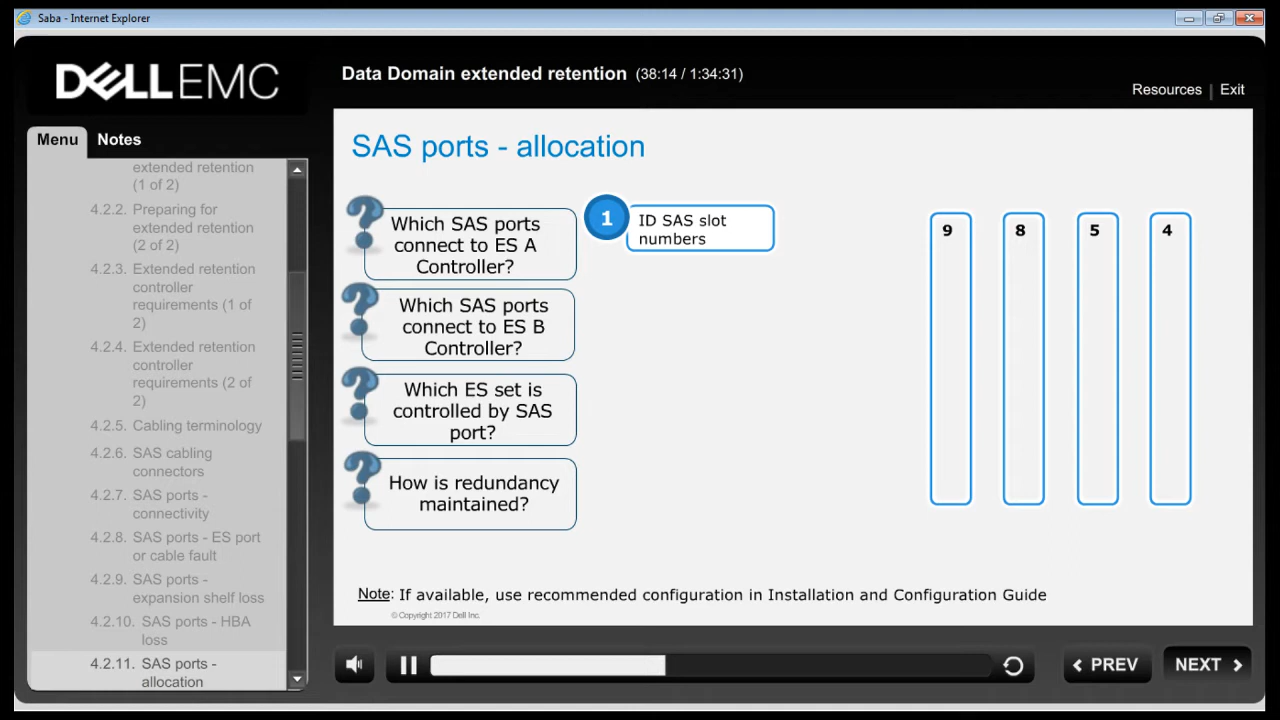 Saba - Internet Explorer
DELLEMC
Data Domain extended retention (38:14 / 1:34:31)
Resources | Exit
Menu
Notes
extended retention
(1 of 2)
4.2.2. Preparing for
extended retention
(2 of 2)
4.2.3. Extended retention
controller
requirements (1 of
2)
4.2.4. Extended retention
controller
requirements (2 of
2)
4.2.5. Cabling terminology
4.2.6. SAS cabling
connectors
4.2.7. SAS ports -
connectivity
4.2.8. SAS ports - ES port
or cable fault
4.2.9. SAS ports -
expansion shelf loss
4.2.10. SAS ports - HBA
loss
4.2.11. SAS ports -
allocation
SAS ports - allocation
Which SAS ports
connect to ES A
Controller?
Which SAS ports
connect to ES B
Controller?
Which ES set is
controlled by SAS
port?
How is redundancy
maintained?
1
ID SAS slot
numbers
9 8 5 4
Note: If available, use recommended configuration in Installation and Configuration Guide
© Copyright 2017 Dell Inc.
PREV
NEXT